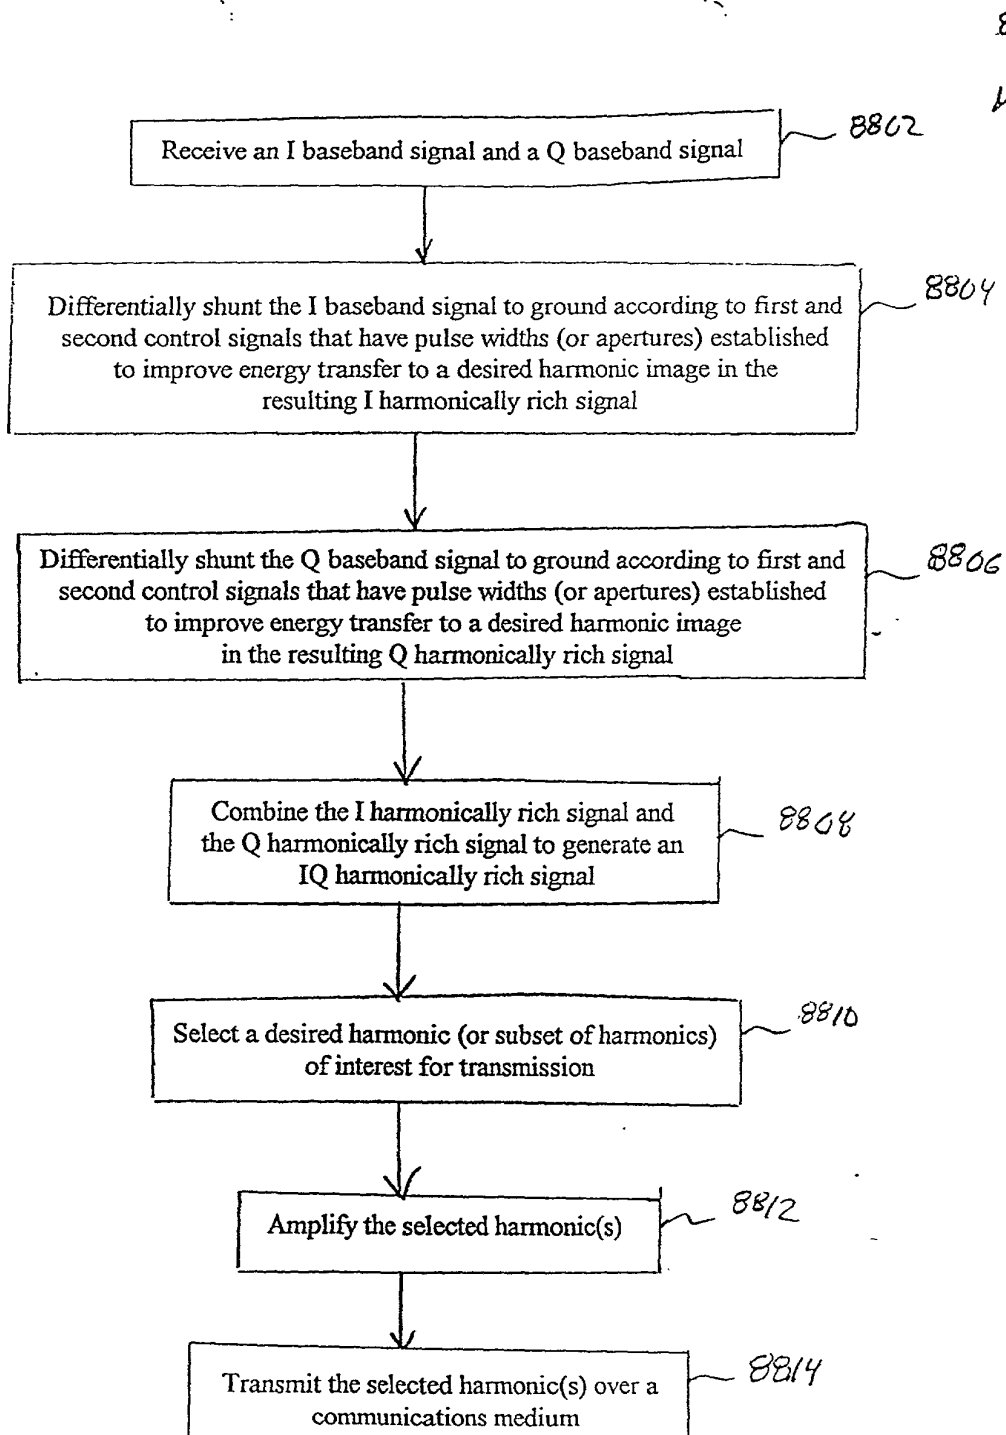 8802
Receive an I baseband signal and a Q baseband signal
8804
Differentially shunt the I baseband signal to ground according to first and
second control signals that have pulse widths (or apertures) established
to improve energy transfer to a desired harmonic image in the
resulting I harmonically rich signal
8806
Differentially shunt the Q baseband signal to ground according to first and
second control signals that have pulse widths (or apertures) established
to improve energy transfer to a desired harmonic image
in the resulting Q harmonically rich signal
8808
Combine the I harmonically rich signal and
the Q harmonically rich signal to generate an
IQ harmonically rich signal
8810
Select a desired harmonic (or subset of harmonics)
of interest for transmission
8812
Amplify the selected harmonic(s)
8814
Transmit the selected harmonic(s) over a
communications medium